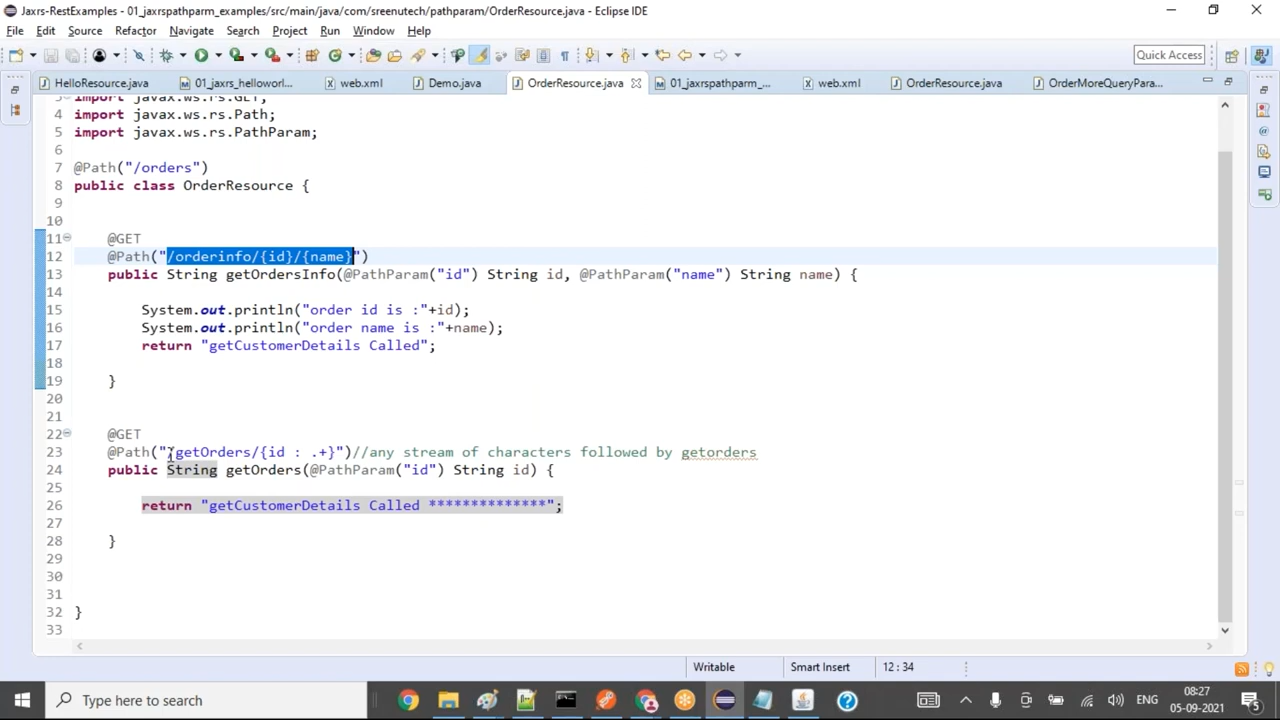 Jaxrs-RestExamples - 01_jaxrspathparm_examples/src/main/java/com/sreenutech/pathparam/OrderResource.java - Eclipse IDE
File Edit Source Refactor Navigate Search Project Run Window Help
Quick Access
HelloResource.java 01_jaxrs_helloworl... web.xml Demo.java OrderResource.java 01_jaxrspathparm_... web.xml OrderResource.java OrderMoreQueryPara...
3 import javax.ws.rs.GET;
4 import javax.ws.rs.Path;
5 import javax.ws.rs.PathParam;
6
7 @Path("/orders")
8 public class OrderResource {
9
10
11 @GET
12 @Path("/orderinfo/{id}/{name}")
13 public String getOrdersInfo(@PathParam("id") String id, @PathParam("name") String name) {
14
15 System.out.println("order id is :"+id);
16 System.out.println("order name is :"+name);
17 return "getCustomerDetails Called";
18
19 }
20
21
22 @GET
23 @Path("/getOrders/{id : .+}")//any stream of characters followed by getorders
24 public String getOrders(@PathParam("id") String id) {
25
26 return "getCustomerDetails Called **************";
27
28 }
29
30
31
32 }
33
Writable Smart Insert 12 : 34
Type here to search
ENG
08:27
05-09-2021
5